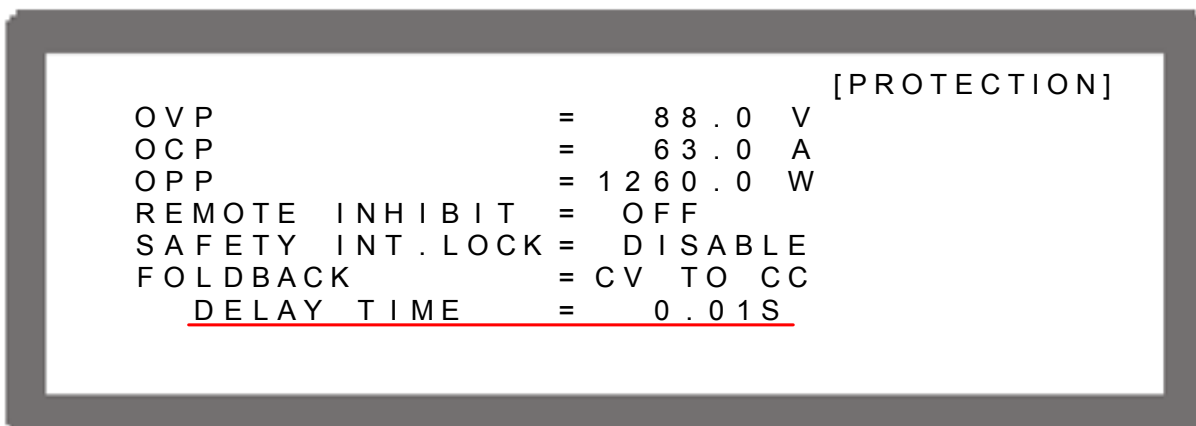 [PROTECTION]
OVP = 88.0 V
OCP = 63.0 A
OPP = 1260.0 W
REMOTE INHIBIT = OFF
SAFETY INT.LOCK= DISABLE
FOLDBACK = CV TO CC
DELAY TIME = 0.01S